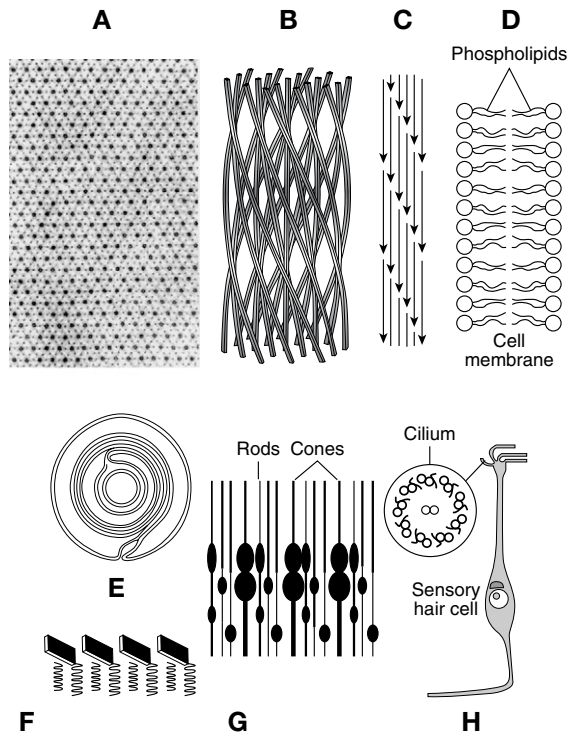 A B C D
Phospholipids
Cell
membrane
Rods Cones
Cilium
E
Sensory
hair cell
F G H